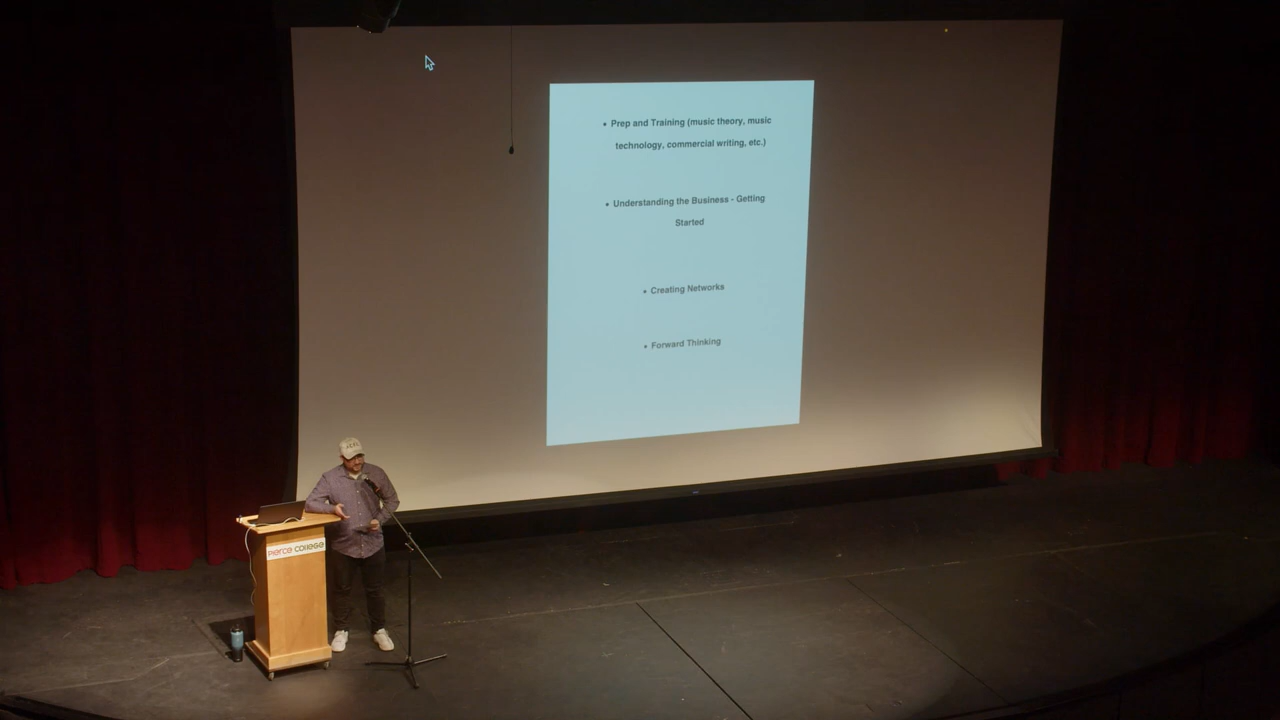 • Prep and Training (music theory, music
technology, commercial writing, etc.)
• Understanding the Business - Getting
Started
• Creating Networks
• Forward Thinking
PIERCE COLLEGE